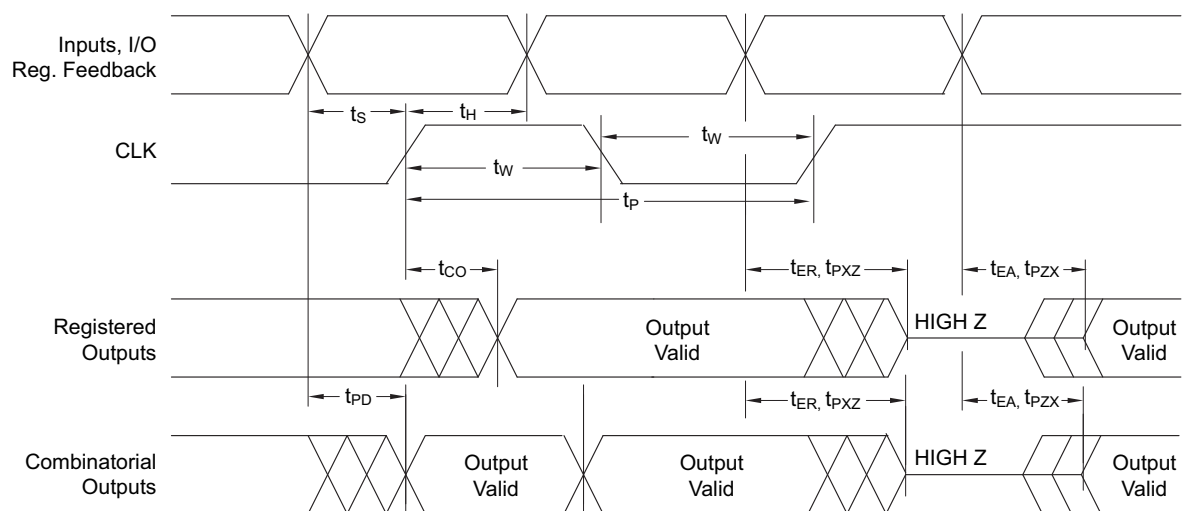 Inputs, I/O
Reg. Feedback
tS
tH
CLK
tW
tW
tP
tCO
tER, tPXZ
tEA, tPZX
Registered
Outputs
Output
Valid
HIGH Z
Output
Valid
tPD
tER, tPXZ
tEA, tPZX
Combinatorial
Outputs
Output
Valid
Output
Valid
HIGH Z
Output
Valid